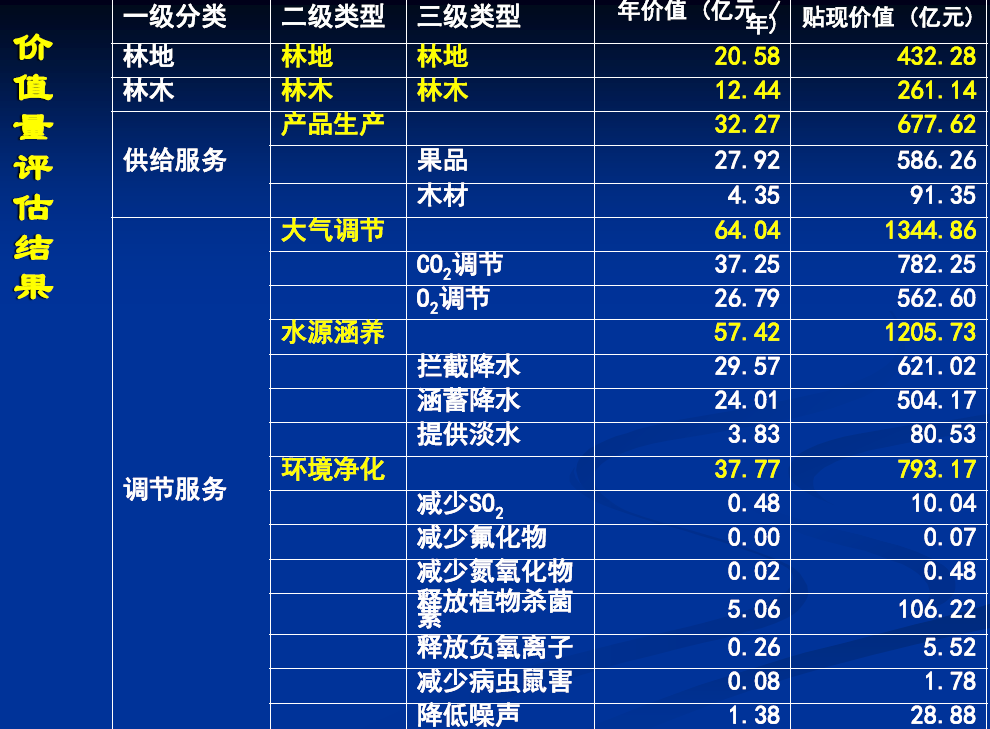 价值量评估结果
一级分类 二级类型 三级类型 年价值（亿元／年） 贴现价值（亿元）
林地 林地 林地 20.58 432.28
林木 林木 林木 12.44 261.14
供给服务 产品生产 32.27 677.62
果品 27.92 586.26
木材 4.35 91.35
调节服务 大气调节 64.04 1344.86
CO2调节 37.25 782.25
O2调节 26.79 562.60
水源涵养 57.42 1205.73
拦截降水 29.57 621.02
涵蓄降水 24.01 504.17
提供淡水 3.83 80.53
环境净化 37.77 793.17
减少SO2 0.48 10.04
减少氟化物 0.00 0.07
减少氮氧化物 0.02 0.48
释放植物杀菌素 5.06 106.22
释放负氧离子 0.26 5.52
减少病虫鼠害 0.08 1.78
降低噪声 1.38 28.88